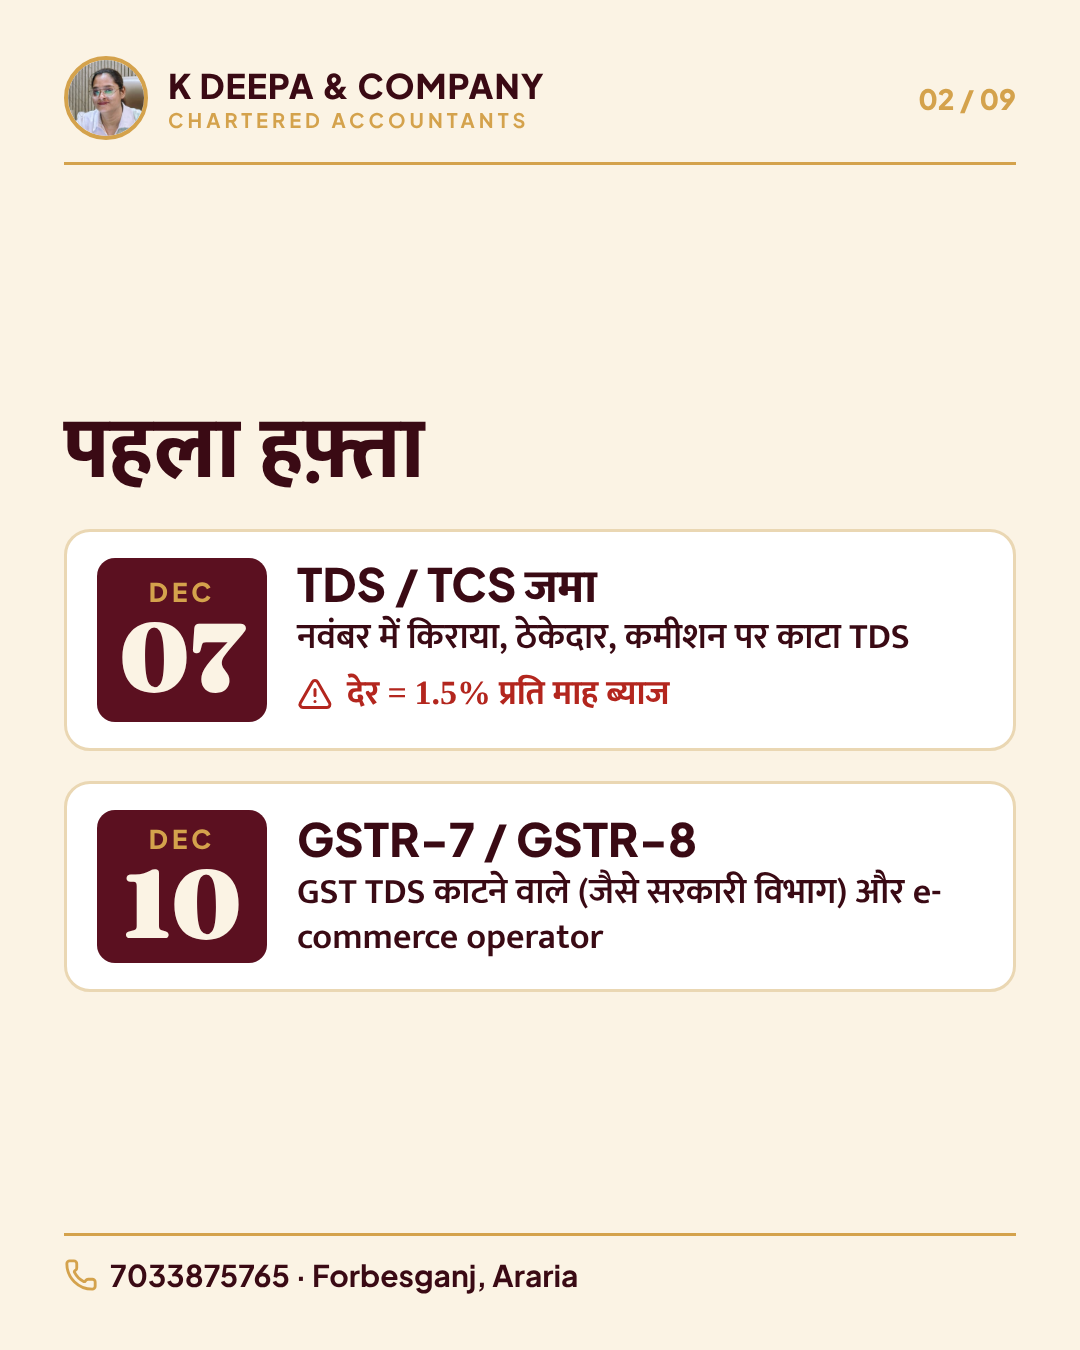 K DEEPA & COMPANY
CHARTERED ACCOUNTANTS
02 / 09
पहला हफ़्ता
DEC
07
TDS / TCS जमा
नवंबर में किराया, ठेकेदार, कमीशन पर काटा TDS
देर = 1.5% प्रति माह ब्याज
DEC
10
GSTR-7 / GSTR-8
GST TDS काटने वाले (जैसे सरकारी विभाग) और e-
commerce operator
7033875765 · Forbesganj, Araria